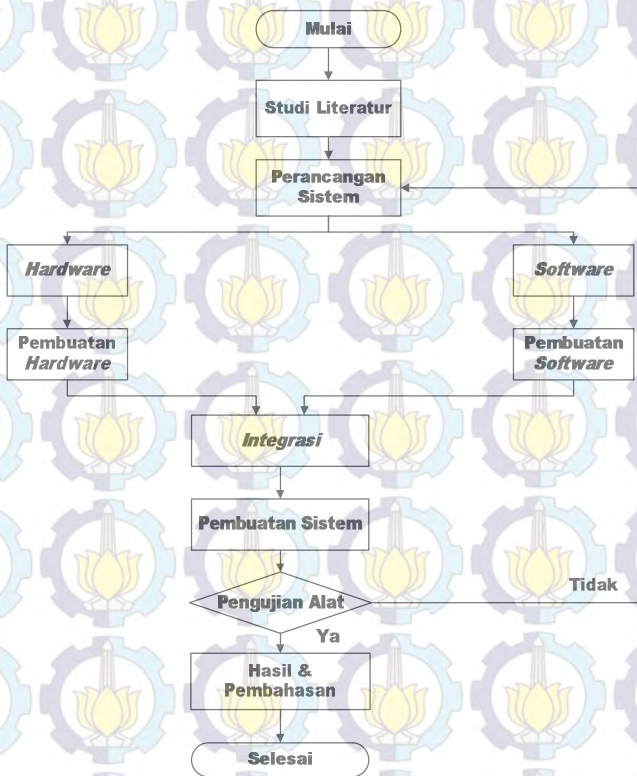 Mulai
Studi Literatur
Perancangan
Sistem
Hardware
Software
Pembuatan
Hardware
Pembuatan
Software
Integrasi
Pembuatan Sistem
Pengujian Alat
Tidak
Ya
Hasil &
Pembahasan
Selesai